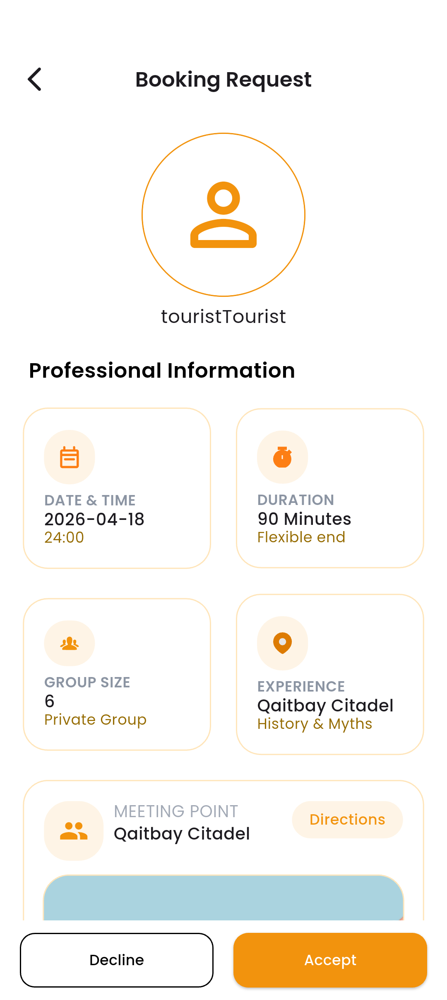 Booking Request
touristTourist
Professional Information
DATE & TIME
2026-04-18
24:00
DURATION
90 Minutes
Flexible end
GROUP SIZE
6
Private Group
EXPERIENCE
Qaitbay Citadel
History & Myths
MEETING POINT
Qaitbay Citadel
Directions
Decline
Accept